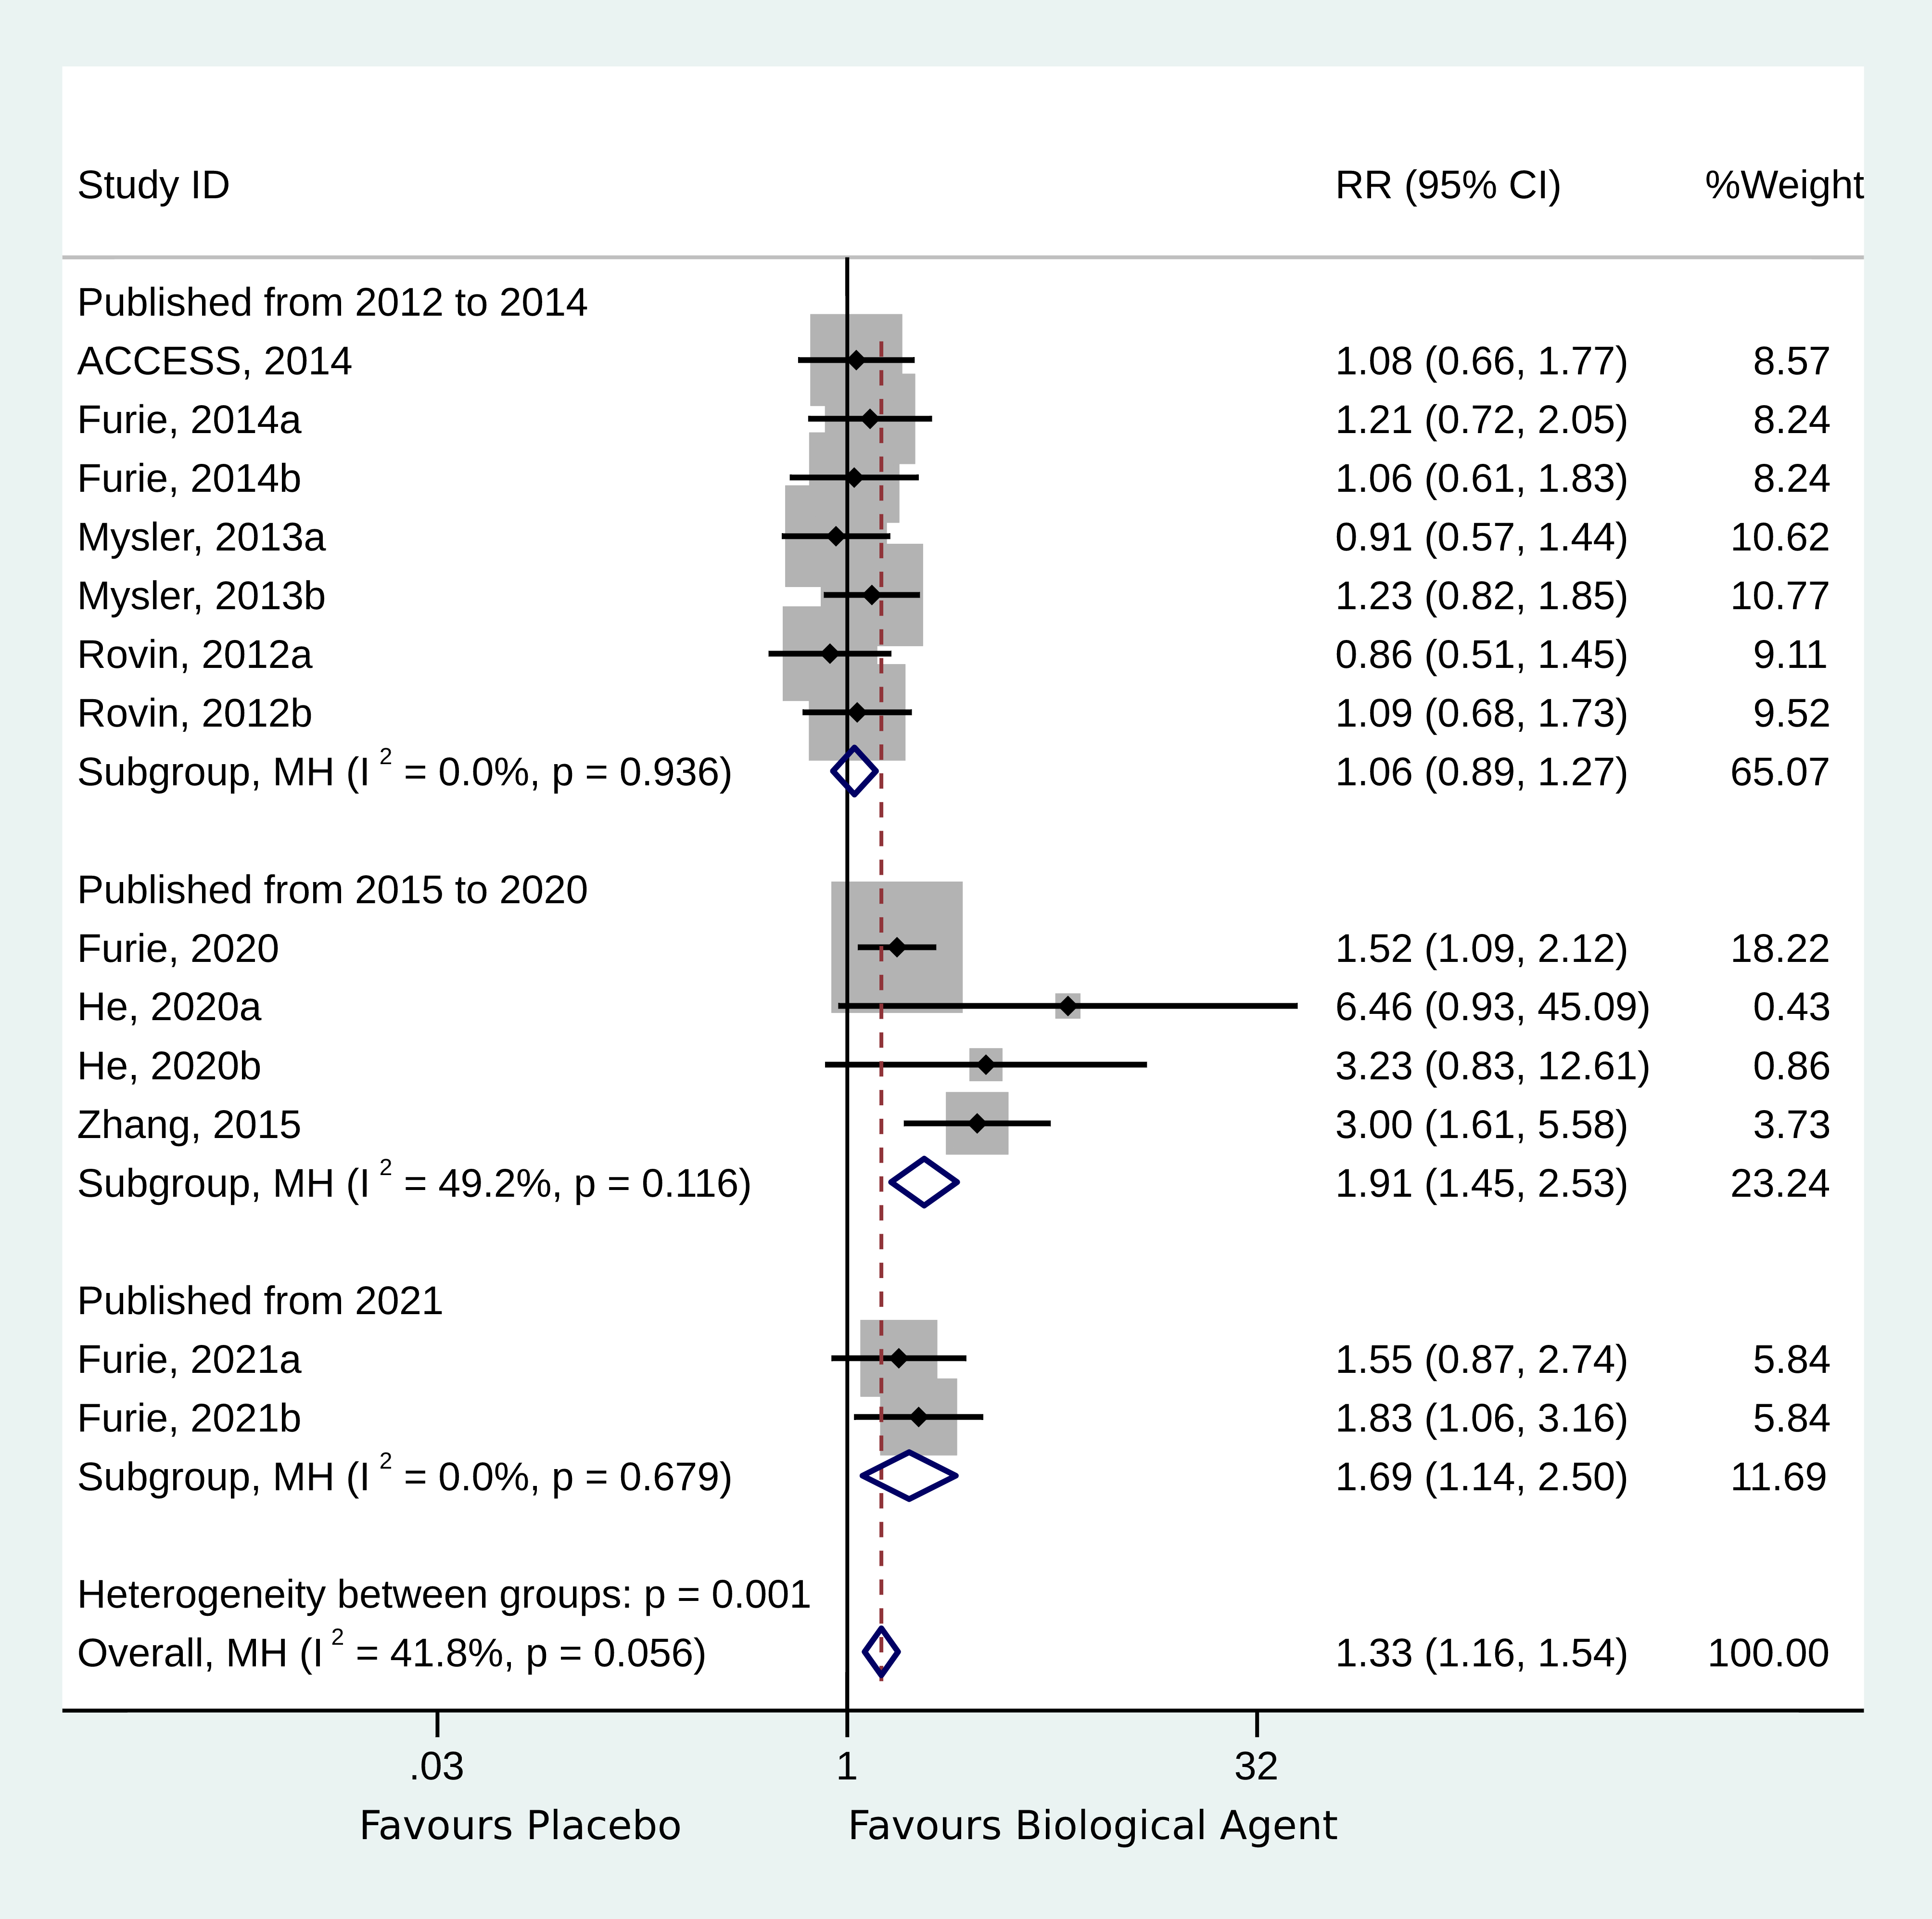 Study ID RR (95% CI) %Weight
Published from 2012 to 2014
ACCESS, 2014 1.08 (0.66, 1.77) 8.57
Furie, 2014a 1.21 (0.72, 2.05) 8.24
Furie, 2014b 1.06 (0.61, 1.83) 8.24
Mysler, 2013a 0.91 (0.57, 1.44) 10.62
Mysler, 2013b 1.23 (0.82, 1.85) 10.77
Rovin, 2012a 0.86 (0.51, 1.45) 9.11
Rovin, 2012b 1.09 (0.68, 1.73) 9.52
Subgroup, MH (I² = 0.0%, p = 0.936) 1.06 (0.89, 1.27) 65.07
Published from 2015 to 2020
Furie, 2020 1.52 (1.09, 2.12) 18.22
He, 2020a 6.46 (0.93, 45.09) 0.43
He, 2020b 3.23 (0.83, 12.61) 0.86
Zhang, 2015 3.00 (1.61, 5.58) 3.73
Subgroup, MH (I² = 49.2%, p = 0.116) 1.91 (1.45, 2.53) 23.24
Published from 2021
Furie, 2021a 1.55 (0.87, 2.74) 5.84
Furie, 2021b 1.83 (1.06, 3.16) 5.84
Subgroup, MH (I² = 0.0%, p = 0.679) 1.69 (1.14, 2.50) 11.69
Heterogeneity between groups: p = 0.001
Overall, MH (I² = 41.8%, p = 0.056) 1.33 (1.16, 1.54) 100.00
.03 1 32
Favours Placebo Favours Biological Agent